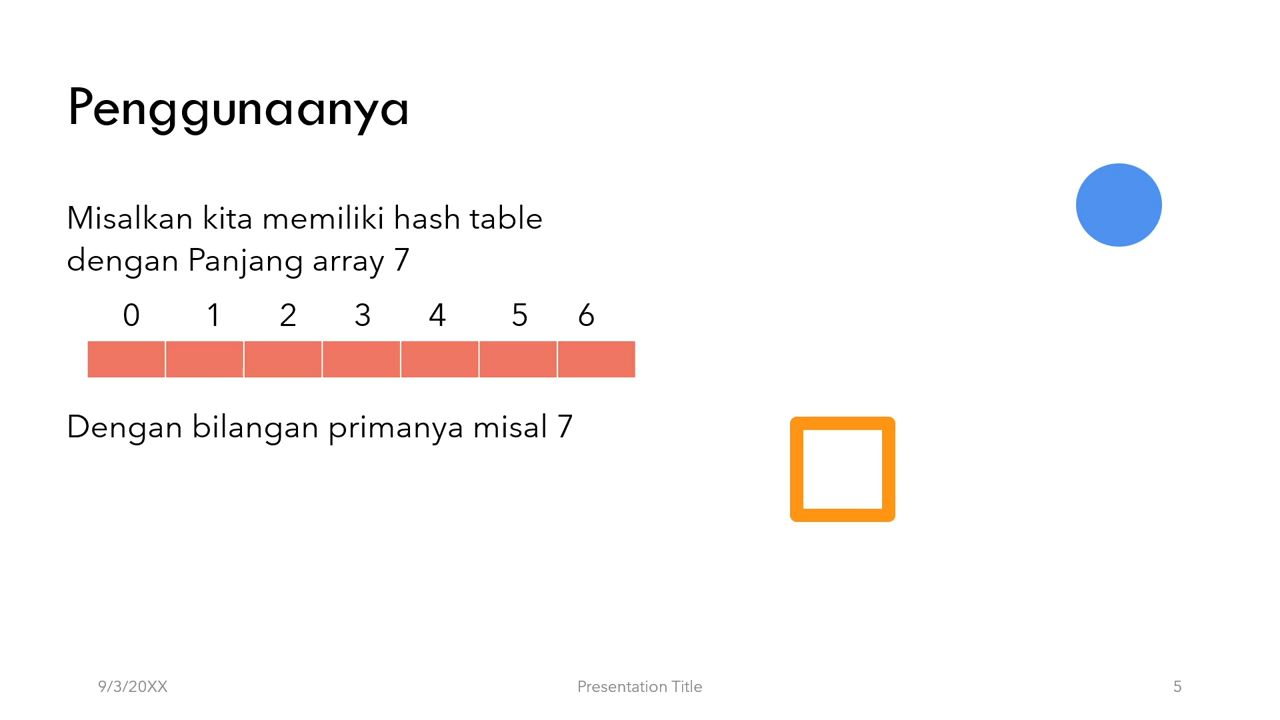 Penggunaanya
Misalkan kita memiliki hash table
dengan Panjang array 7
0 1 2 3 4 5 6
Dengan bilangan primanya misal 7
9/3/20XX Presentation Title 5